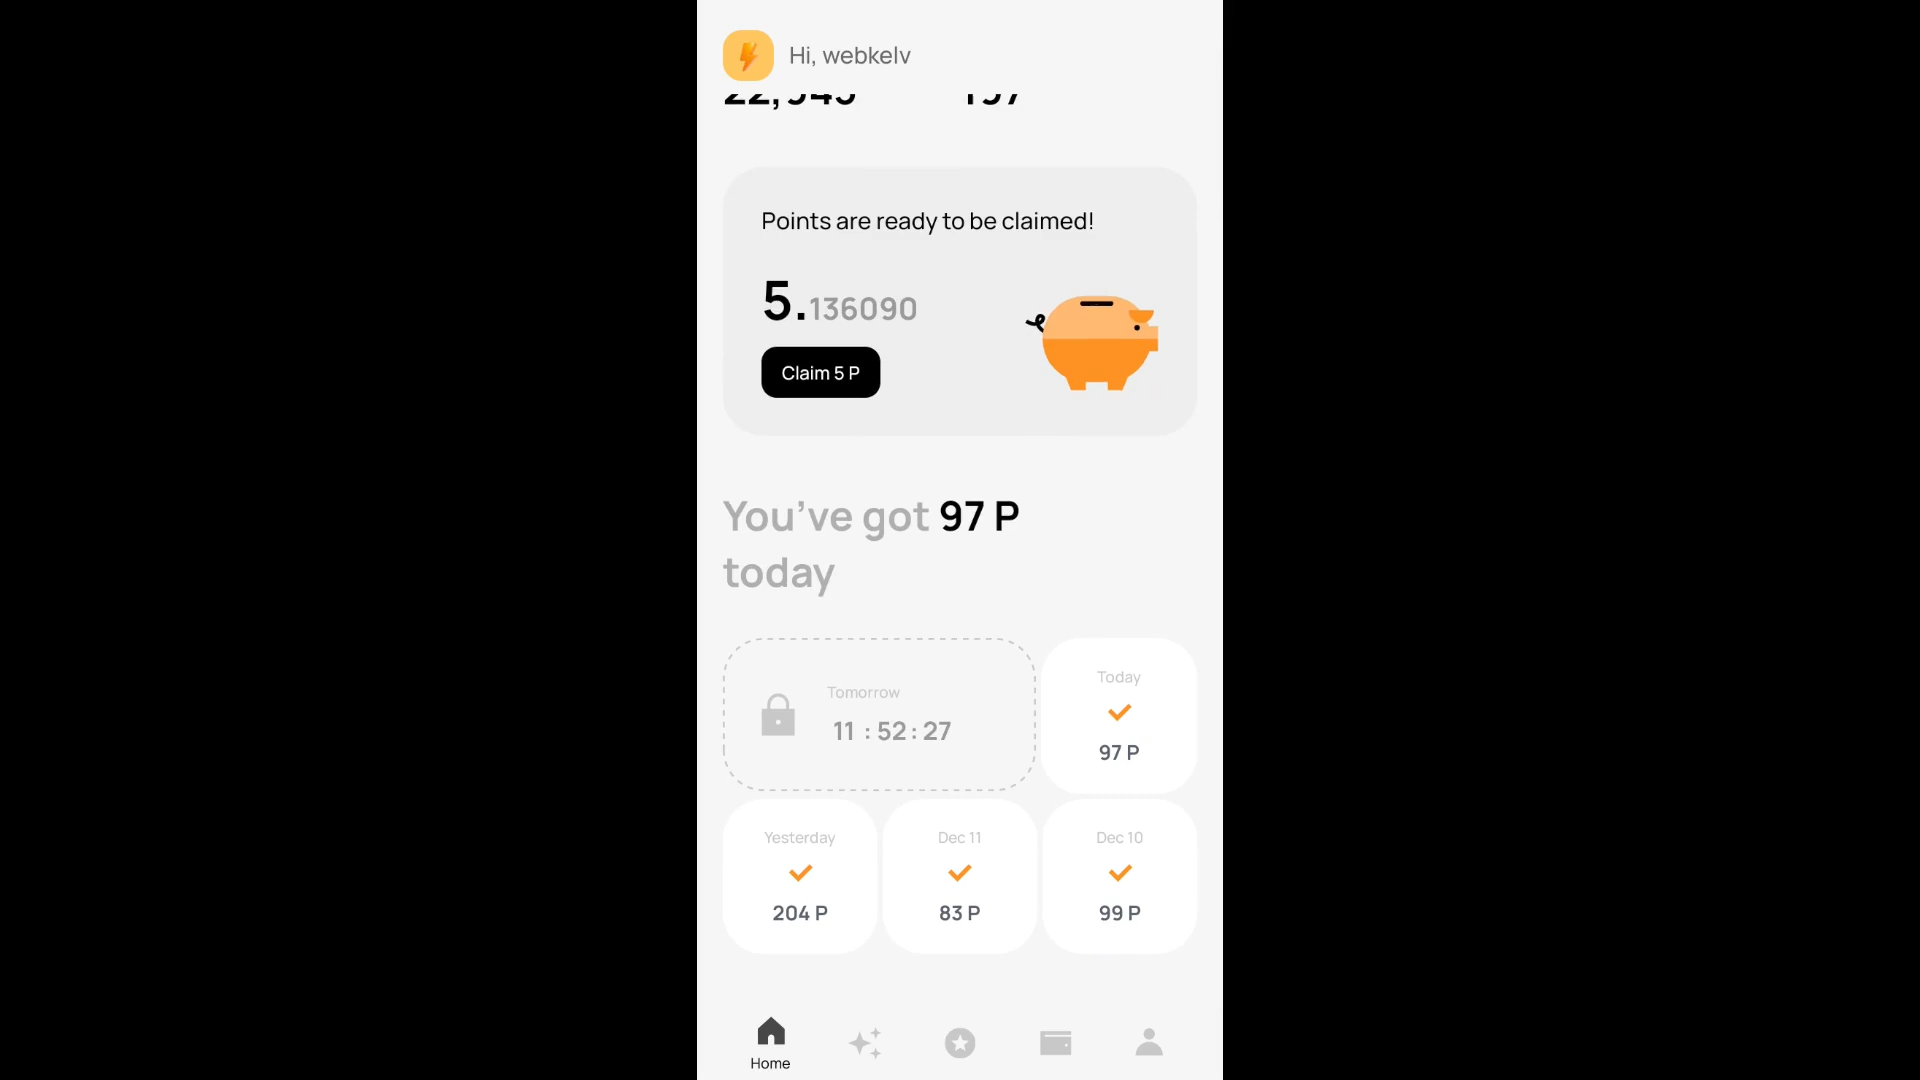 Hi, webkelv
Points are ready to be claimed!
5.136090
Claim 5 P
You've got 97 P
today
Tomorrow
11 : 52 : 27
Today
97 P
Yesterday
204 P
Dec 11
83 P
Dec 10
99 P
Home